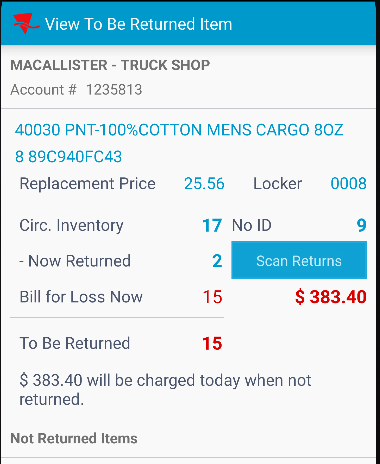 View To Be Returned Item
MACALLISTER - TRUCK SHOP
Account # 1235813
40030 PNT-100%COTTON MENS CARGO 8OZ
8 89C940FC43
Replacement Price 25.56 Locker 0008
Circ. Inventory 17 No ID 9
- Now Returned 2 Scan Returns
Bill for Loss Now 15 $ 383.40
To Be Returned 15
$ 383.40 will be charged today when not
returned.
Not Returned Items